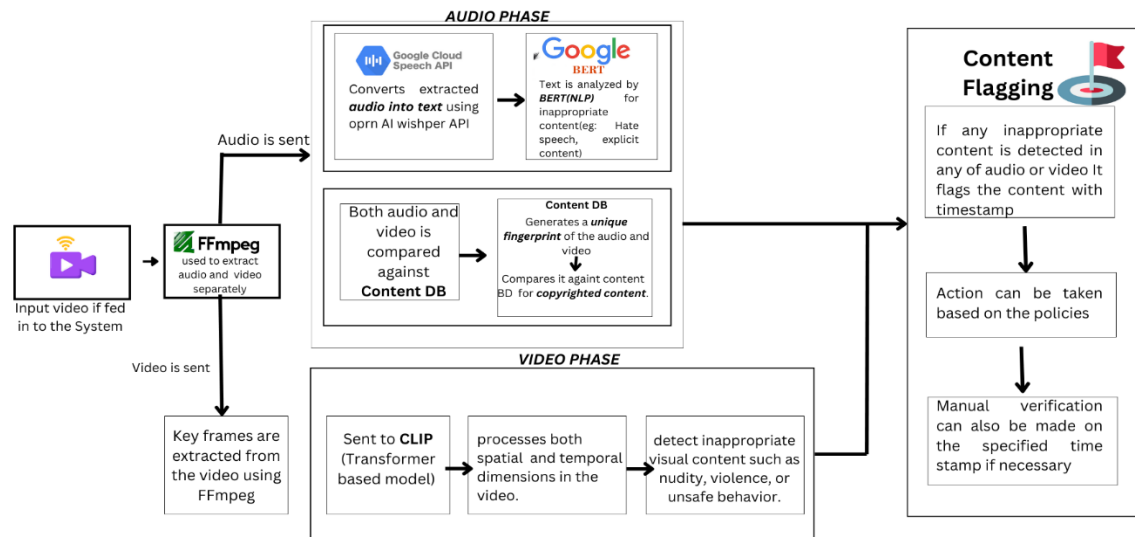 AUDIO PHASE
Google Cloud
Speech API
Converts extracted
audio into text using
oprn AI wishper API
Google
BERT
Text is analyzed by
BERT(NLP) for
inappropriate
content(eg: Hate
speech, explicit
content)
Audio is sent
Both audio and
video is
compared
against
Content DB
Content DB
Generates a unique
fingerprint of the audio and
video
Compares it againt content
BD for copyrighted content.
FFmpeg
used to extract
audio and video
separately
Input video if fed
in to the System
Video is sent
Key frames are
extracted from
the video using
FFmpeg
VIDEO PHASE
Sent to CLIP
(Transformer
based model)
processes both
spatial and temporal
dimensions in the
video.
detect inappropriate
visual content such as
nudity, violence, or
unsafe behavior.
Content
Flagging
If any inappropriate
content is detected in
any of audio or video It
flags the content with
timestamp
Action can be taken
based on the policies
Manual verification
can also be made on
the specified time
stamp if necessary